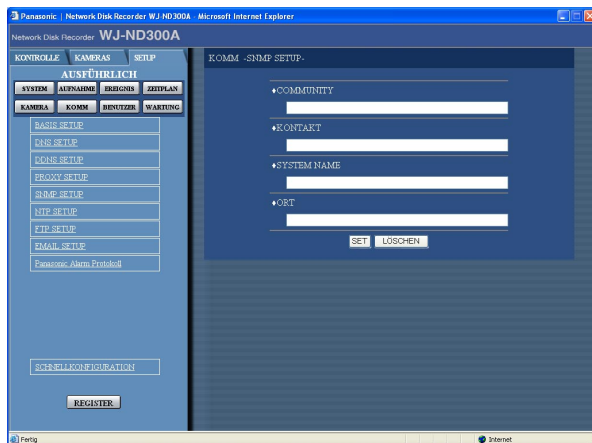 Panasonic | Network Disk Recorder WJ-ND300A - Microsoft Internet Explorer
Network Disk Recorder WJ-ND300A
KONTROLLE KAMERAS SETUP
AUSFÜHRLICH
SYSTEM AUFNAHME EREIGNIS ZEITPLAN
KAMERA KOMM BENUTZER WARTUNG
BASIS SETUP
DNS SETUP
DDNS SETUP
PROXY SETUP
SNMP SETUP
NTP SETUP
FTP SETUP
EMAIL SETUP
Panasonic Alarm Protokoll
SCHNELLKONFIGURATION
REGISTER
KOMM -SNMP SETUP-
♦COMMUNITY
♦KONTAKT
♦SYSTEM NAME
♦ORT
SET LÖSCHEN
Fertig Internet